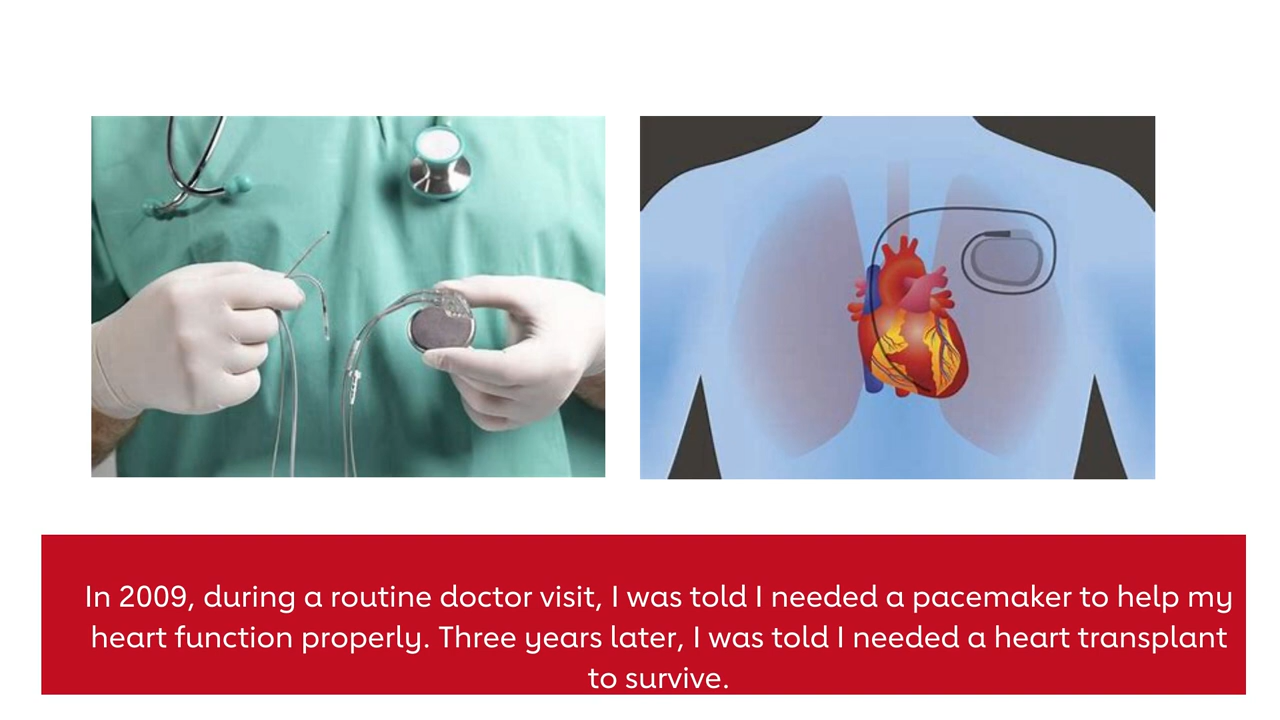 In 2009, during a routine doctor visit, I was told I needed a pacemaker to help my
heart function properly. Three years later, I was told I needed a heart transplant
to survive.